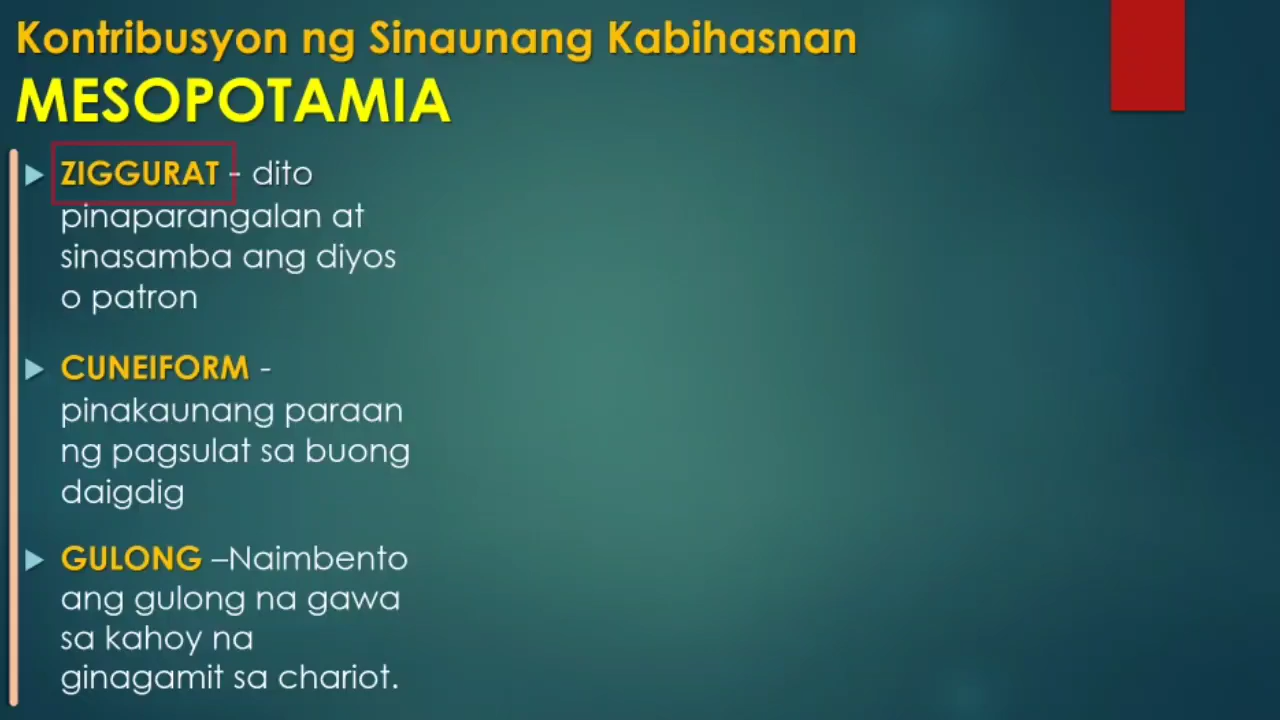 Kontribusyon ng Sinaunang Kabihasnan
MESOPOTAMIA
ZIGGURAT - dito
pinaparangalan at
sinasamba ang diyos
o patron
CUNEIFORM -
pinakaunang paraan
ng pagsulat sa buong
daigdig
GULONG –Naimbento
ang gulong na gawa
sa kahoy na
ginagamit sa chariot.